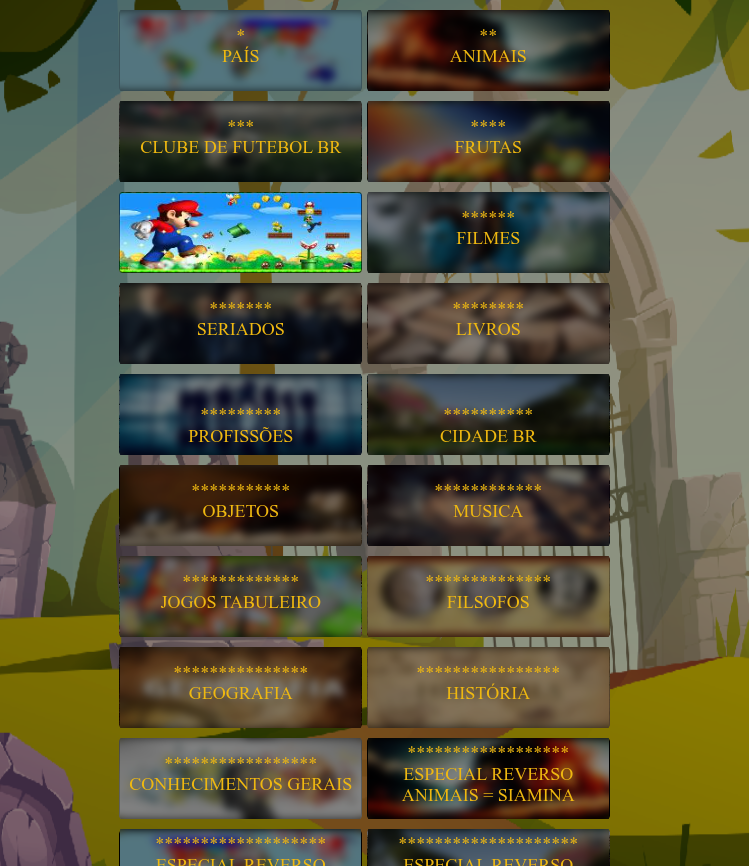 *
PAÍS
**
ANIMAIS
***
CLUBE DE FUTEBOL BR
****
FRUTAS
******
FILMES
*******
SERIADOS
********
LIVROS
*********
PROFISSÕES
**********
CIDADE BR
***********
OBJETOS
************
MUSICA
*************
JOGOS TABULEIRO
**************
FILSOFOS
***************
GEOGRAFIA
****************
HISTÓRIA
*****************
CONHECIMENTOS GERAIS
******************
ESPECIAL REVERSO
ANIMAIS = SIAMINA
*******************
ESPECIAL REVERSO
********************
ESPECIAL REVERSO